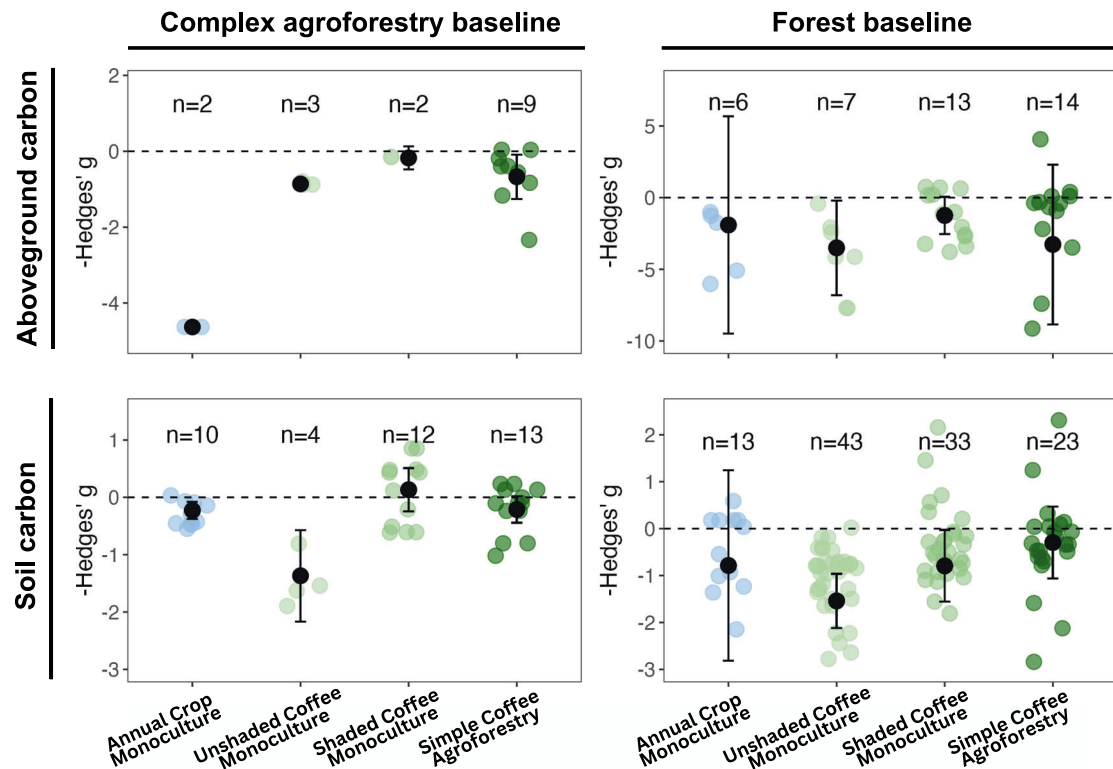 Complex agroforestry baseline
Forest baseline
Aboveground carbon
-Hedges' g
2
0
-2
-4
n=2
n=3
n=2
n=9
-Hedges' g
5
0
-5
-10
n=6
n=7
n=13
n=14
Soil carbon
-Hedges' g
1
0
-1
-2
-3
n=10
n=4
n=12
n=13
-Hedges' g
2
1
0
-1
-2
-3
n=13
n=43
n=33
n=23
Annual Crop
Monoculture
Unshaded Coffee
Monoculture
Shaded Coffee
Monoculture
Simple Coffee
Agroforestry
Annual Crop
Monoculture
Unshaded Coffee
Monoculture
Shaded Coffee
Monoculture
Simple Coffee
Agroforestry